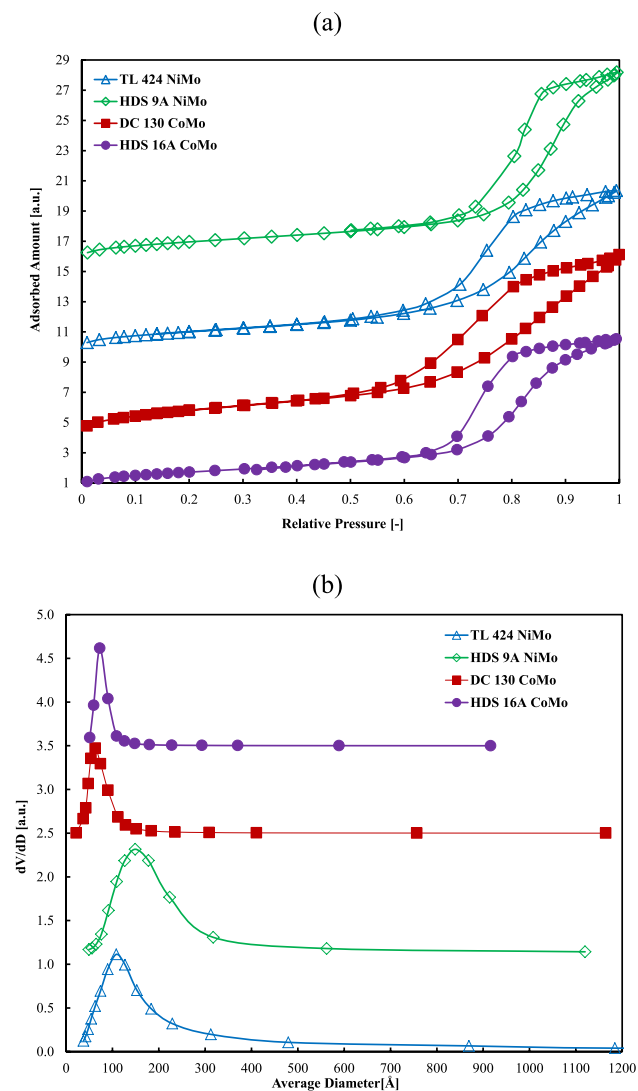 (a)
29
27
25
23
21
19
17
15
13
11
9
7
5
3
1
Adsorbed Amount [a.u.]
TL 424 NiMo
HDS 9A NiMo
DC 130 CoMo
HDS 16A CoMo
0 0.1 0.2 0.3 0.4 0.5 0.6 0.7 0.8 0.9 1
Relative Pressure [-]
(b)
5.0
4.5
4.0
3.5
3.0
2.5
2.0
1.5
1.0
0.5
0.0
dV/dD [a.u.]
TL 424 NiMo
HDS 9A NiMo
DC 130 CoMo
HDS 16A CoMo
0 100 200 300 400 500 600 700 800 900 1000 1100 1200
Average Diameter[Å]